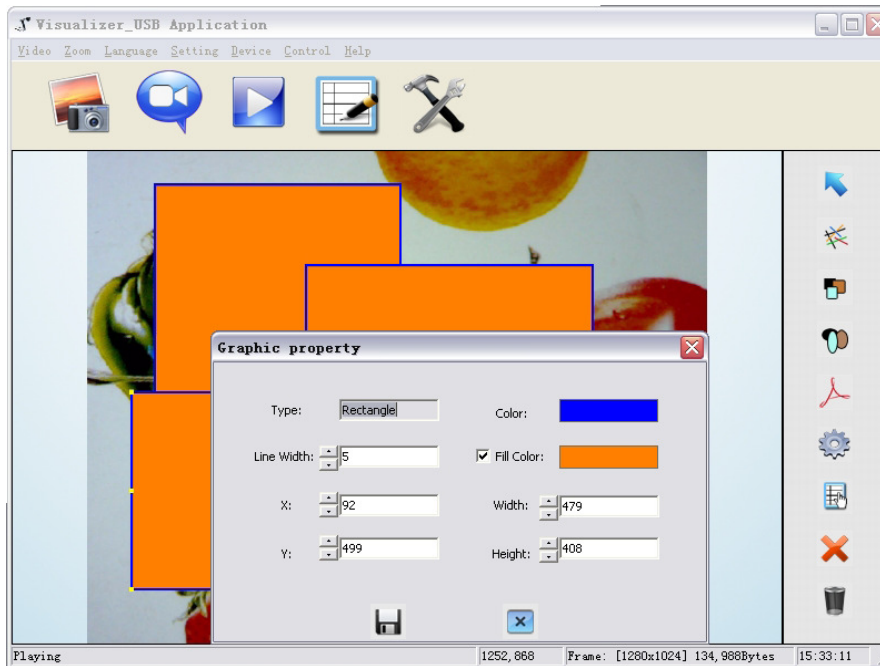 Visualizer_USB Application
Video Zoom Language Setting Device Control Help
Graphic property
Type: Rectangle Color:
Line Width: 5 Fill Color:
X: 92 Width: 479
Y: 499 Height: 408
Playing 1252,868 Frame: [1280x1024] 134,988Bytes 15:33:11